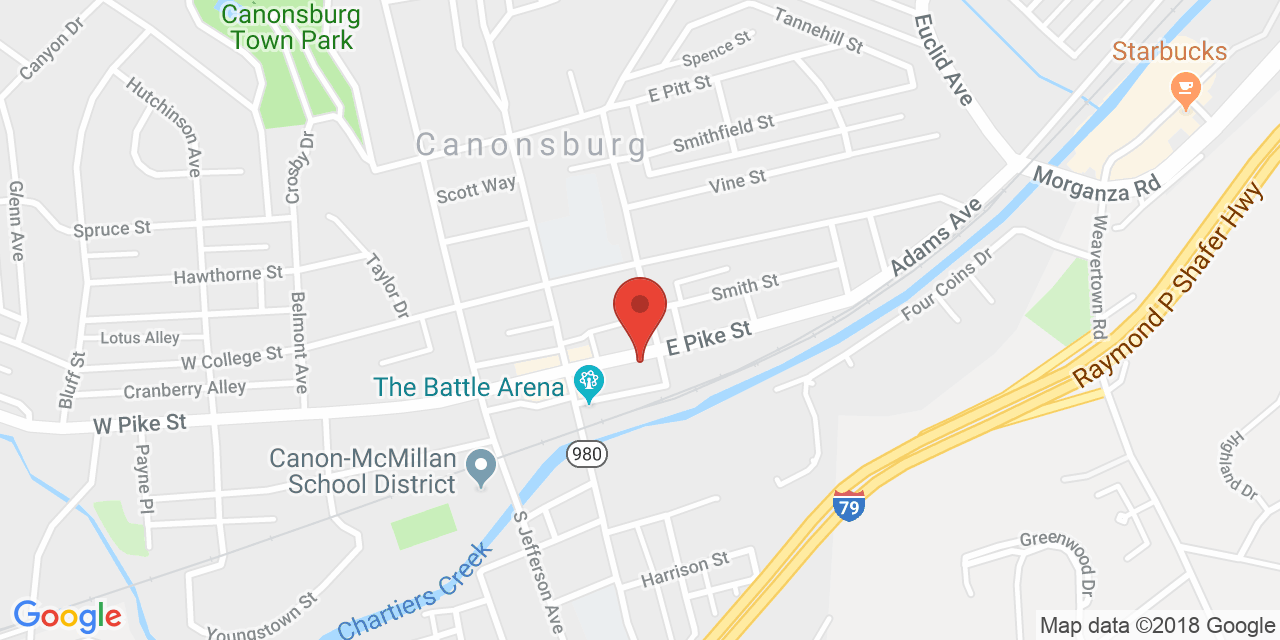 Canonsburg
Town Park
Canyon Dr
Hutchinson Ave
Crosby Dr
Glenn Ave
Spruce St
Hawthorne St
Taylor Dr
Belmont Ave
Lotus Alley
W College St
Cranberry Alley
Bluff St
W Pike St
Payne Pl
Canonsburg
Scott Way
Spence St
Tannehill St
E Pitt St
Smithfield St
Vine St
Euclid Ave
Starbucks
Morganza Rd
Adams Ave
Four Coins Dr
Weavertown Rd
Raymond P Shafer Hwy
Smith St
E Pike St
The Battle Arena
Canon-McMillan
School District
980
79
S Jefferson Ave
Chartiers Creek
Harrison St
Youngstown St
Highland Dr
Greenwood Dr
Google
Map data ©2018 Google